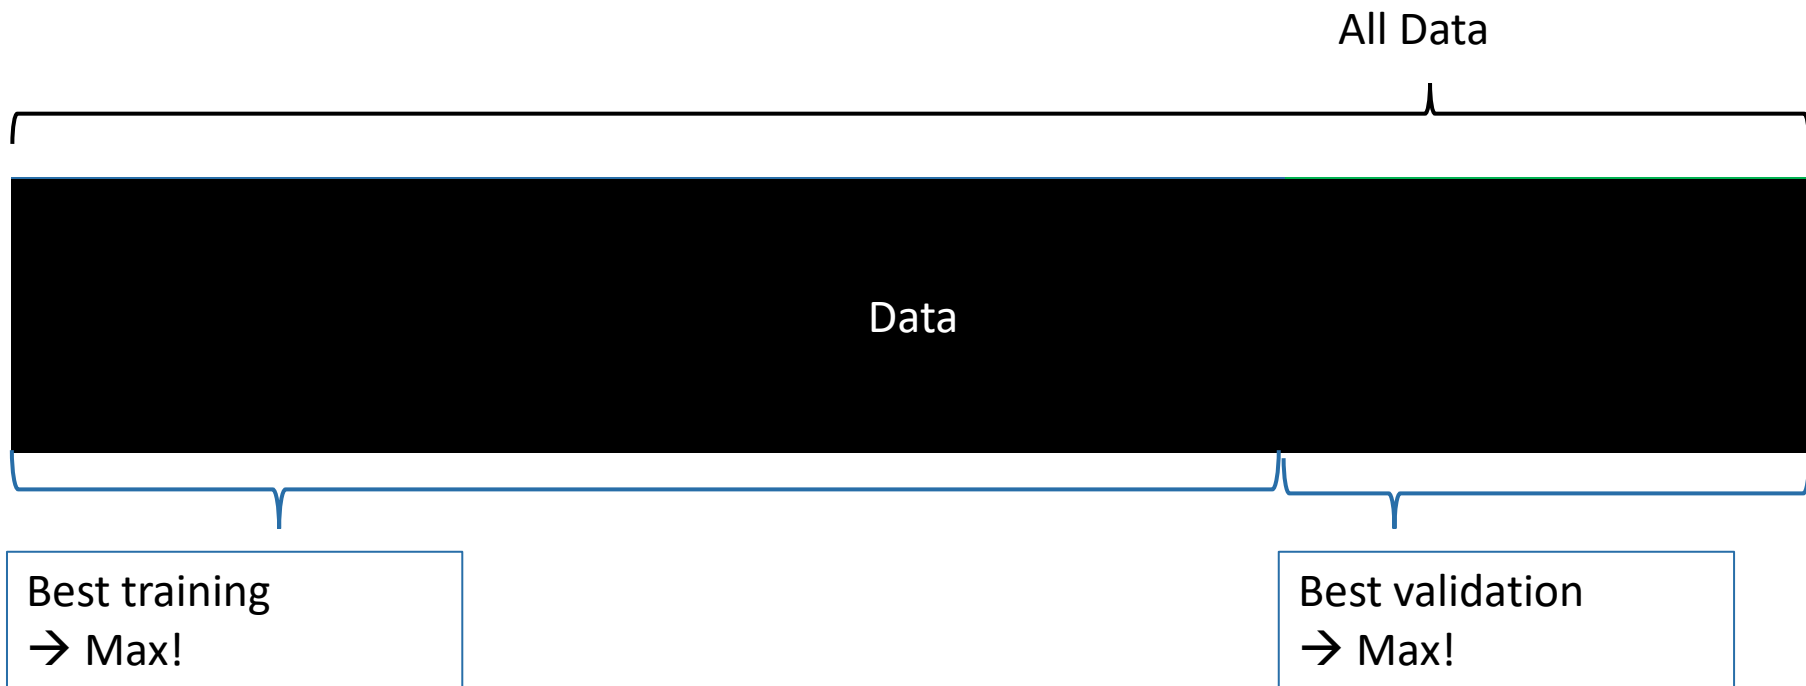 All Data
Data
Best training
→ Max!
Best validation
→ Max!